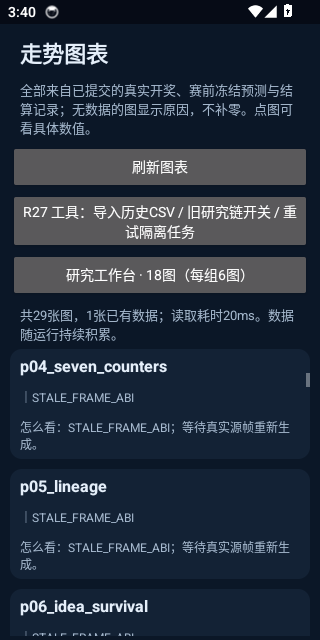 3:40
走势图表
全部来自已提交的真实开奖、赛前冻结预测与结
算记录；无数据的图显示原因，不补零。点图可
看具体数值。
刷新图表
R27 工具：导入历史CSV / 旧研究链开关 / 重
试隔离任务
研究工作台 · 18图（每组6图）
共29张图，1张已有数据；读取耗时20ms。数据
随运行持续积累。
p04_seven_counters
｜STALE_FRAME_ABI
怎么看：STALE_FRAME_ABI；等待真实源帧重新生
成。
p05_lineage
｜STALE_FRAME_ABI
怎么看：STALE_FRAME_ABI；等待真实源帧重新生
成。
p06_idea_survival
｜STALE_FRAME_ABI